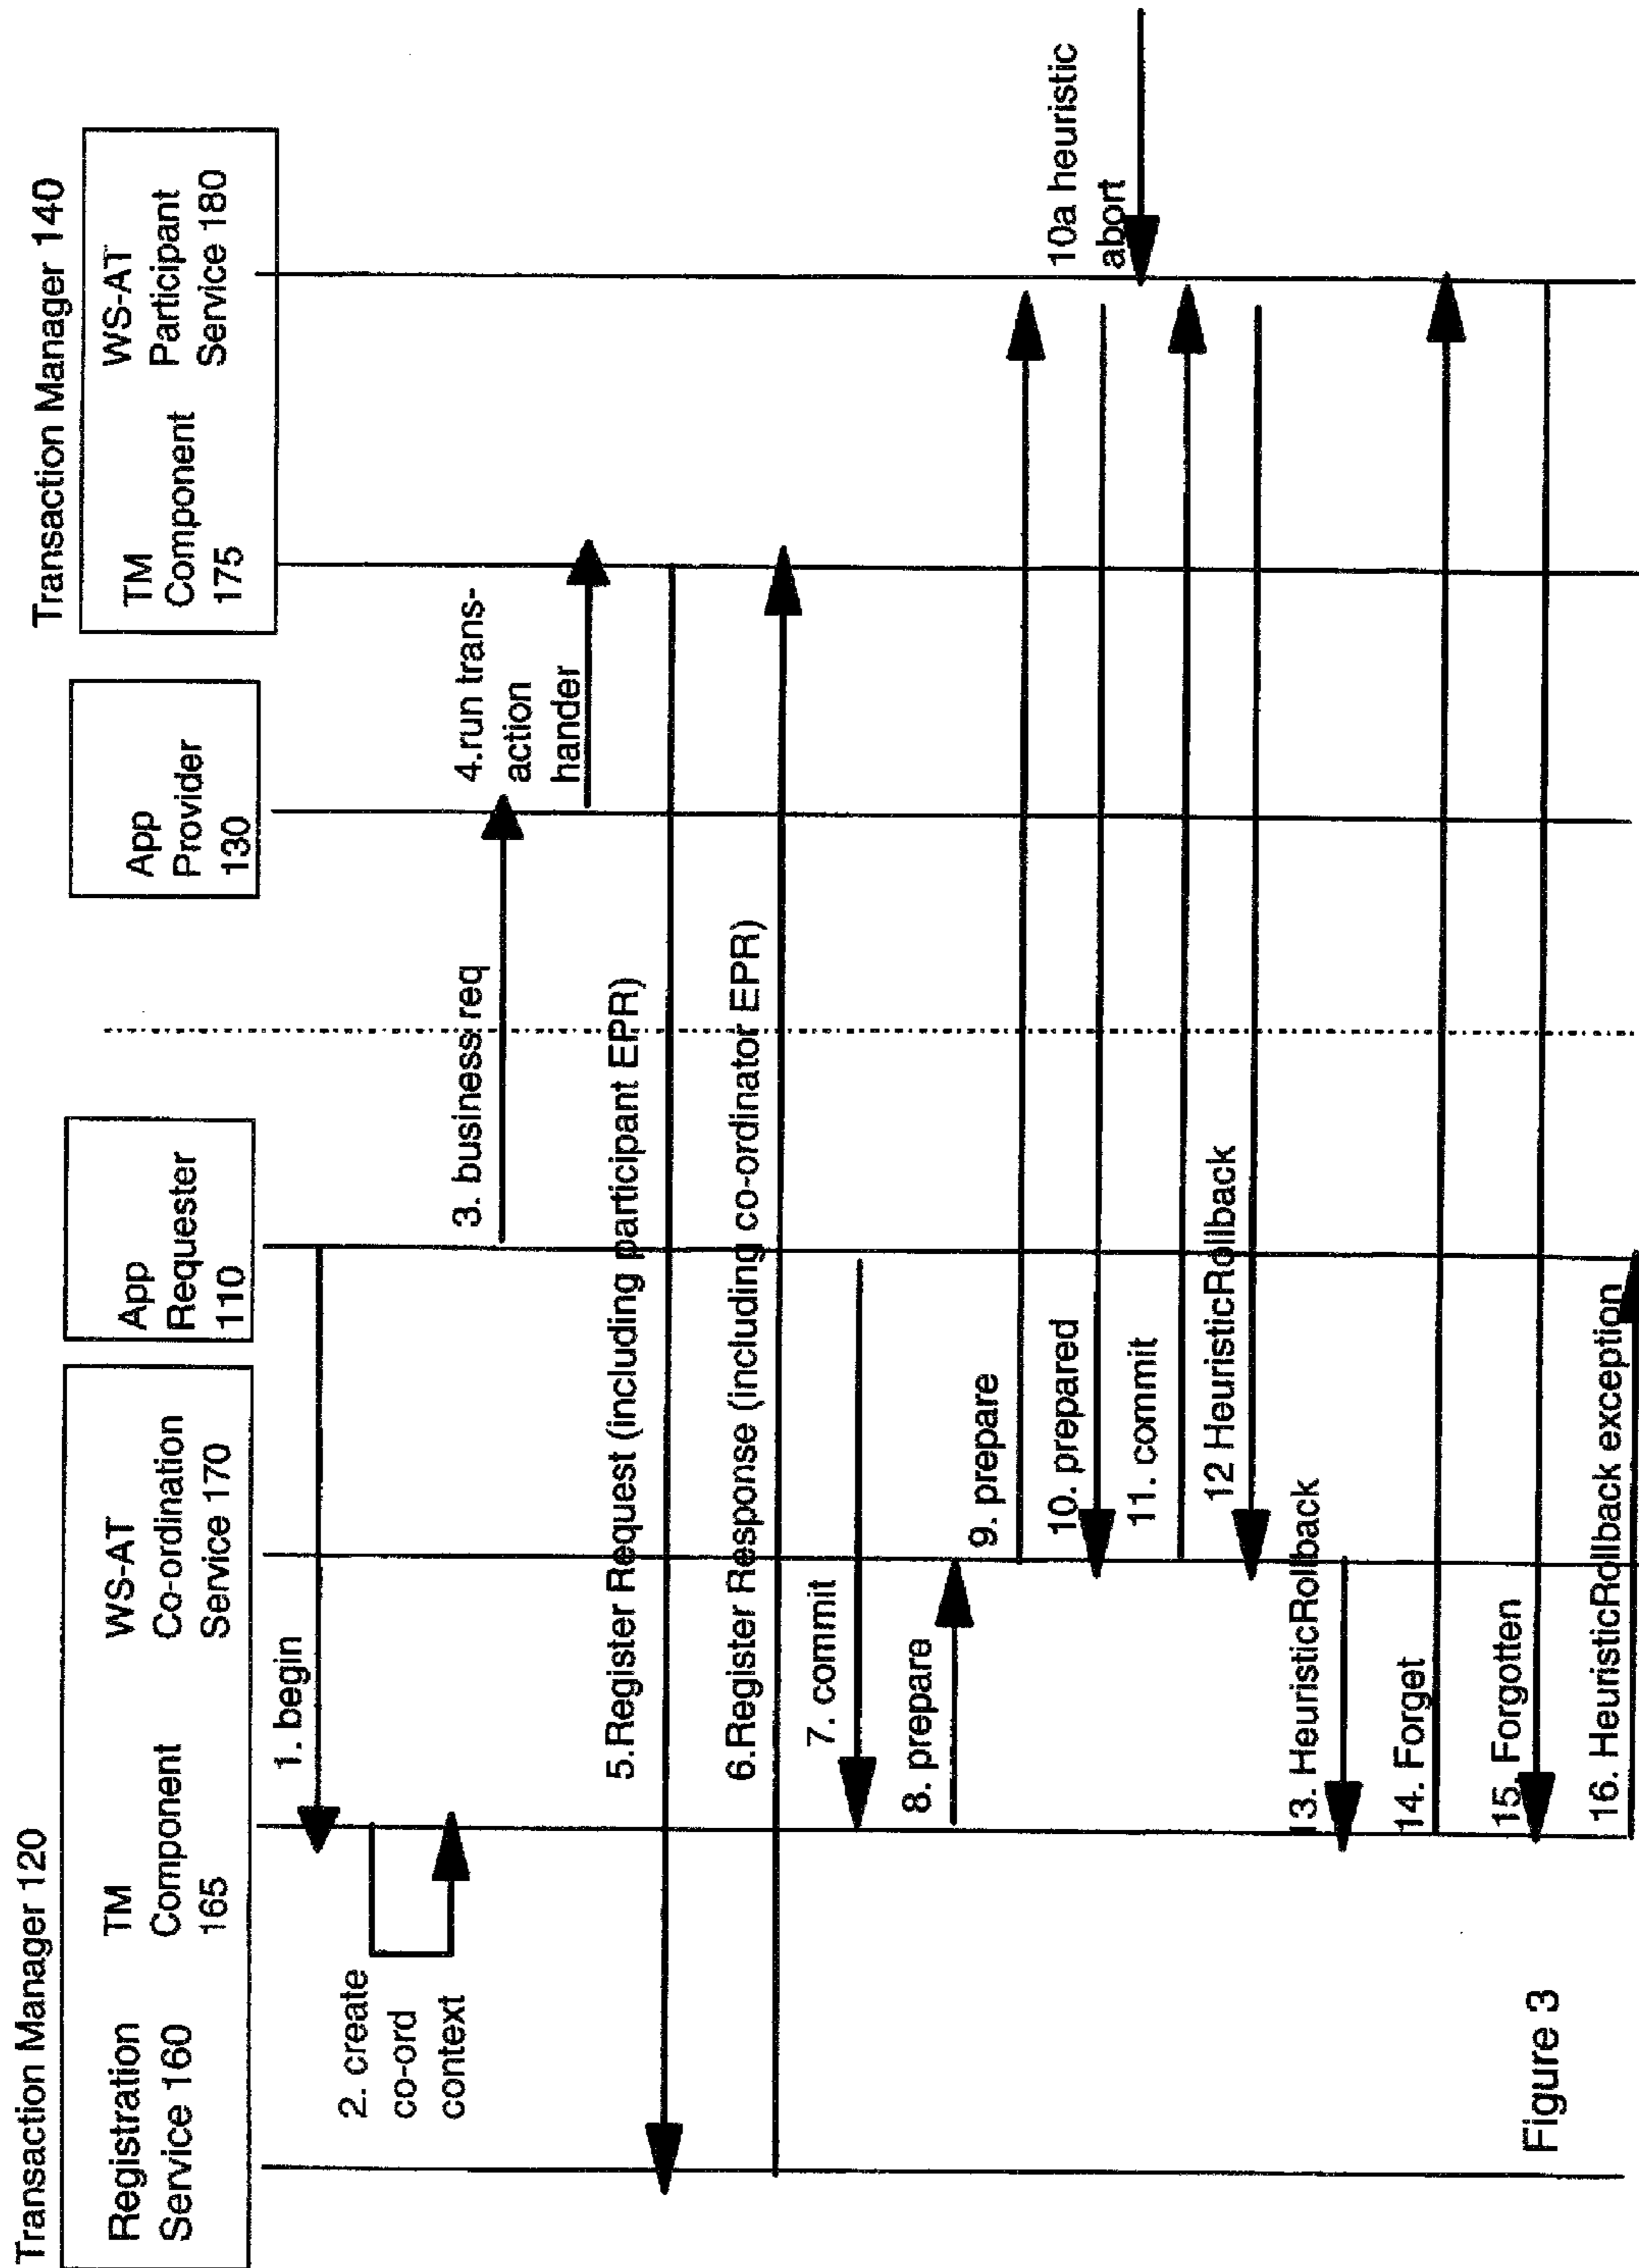 Transaction Manager 120
Registration
Service 160
TM
Component
165
WS-AT
Co-ordination
Service 170
App
Requester
110
App
Provider
130
Transaction Manager 140
TM
Component
175
WS-AT
Participant
Service 180
1. begin
2. create
co-ord
context
3. business req
4.run trans-
action
hander
5.Register Request (including participant EPR)
6.Register Response (including co-ordinator EPR)
7. commit
8. prepare
9. prepare
10. prepared
10a heuristic
abort
11. commit
12 HeuristicRollback
13. HeuristicRollback
14. Forget
15. Forgotten
16. HeuristicRollback exception
Figure 3